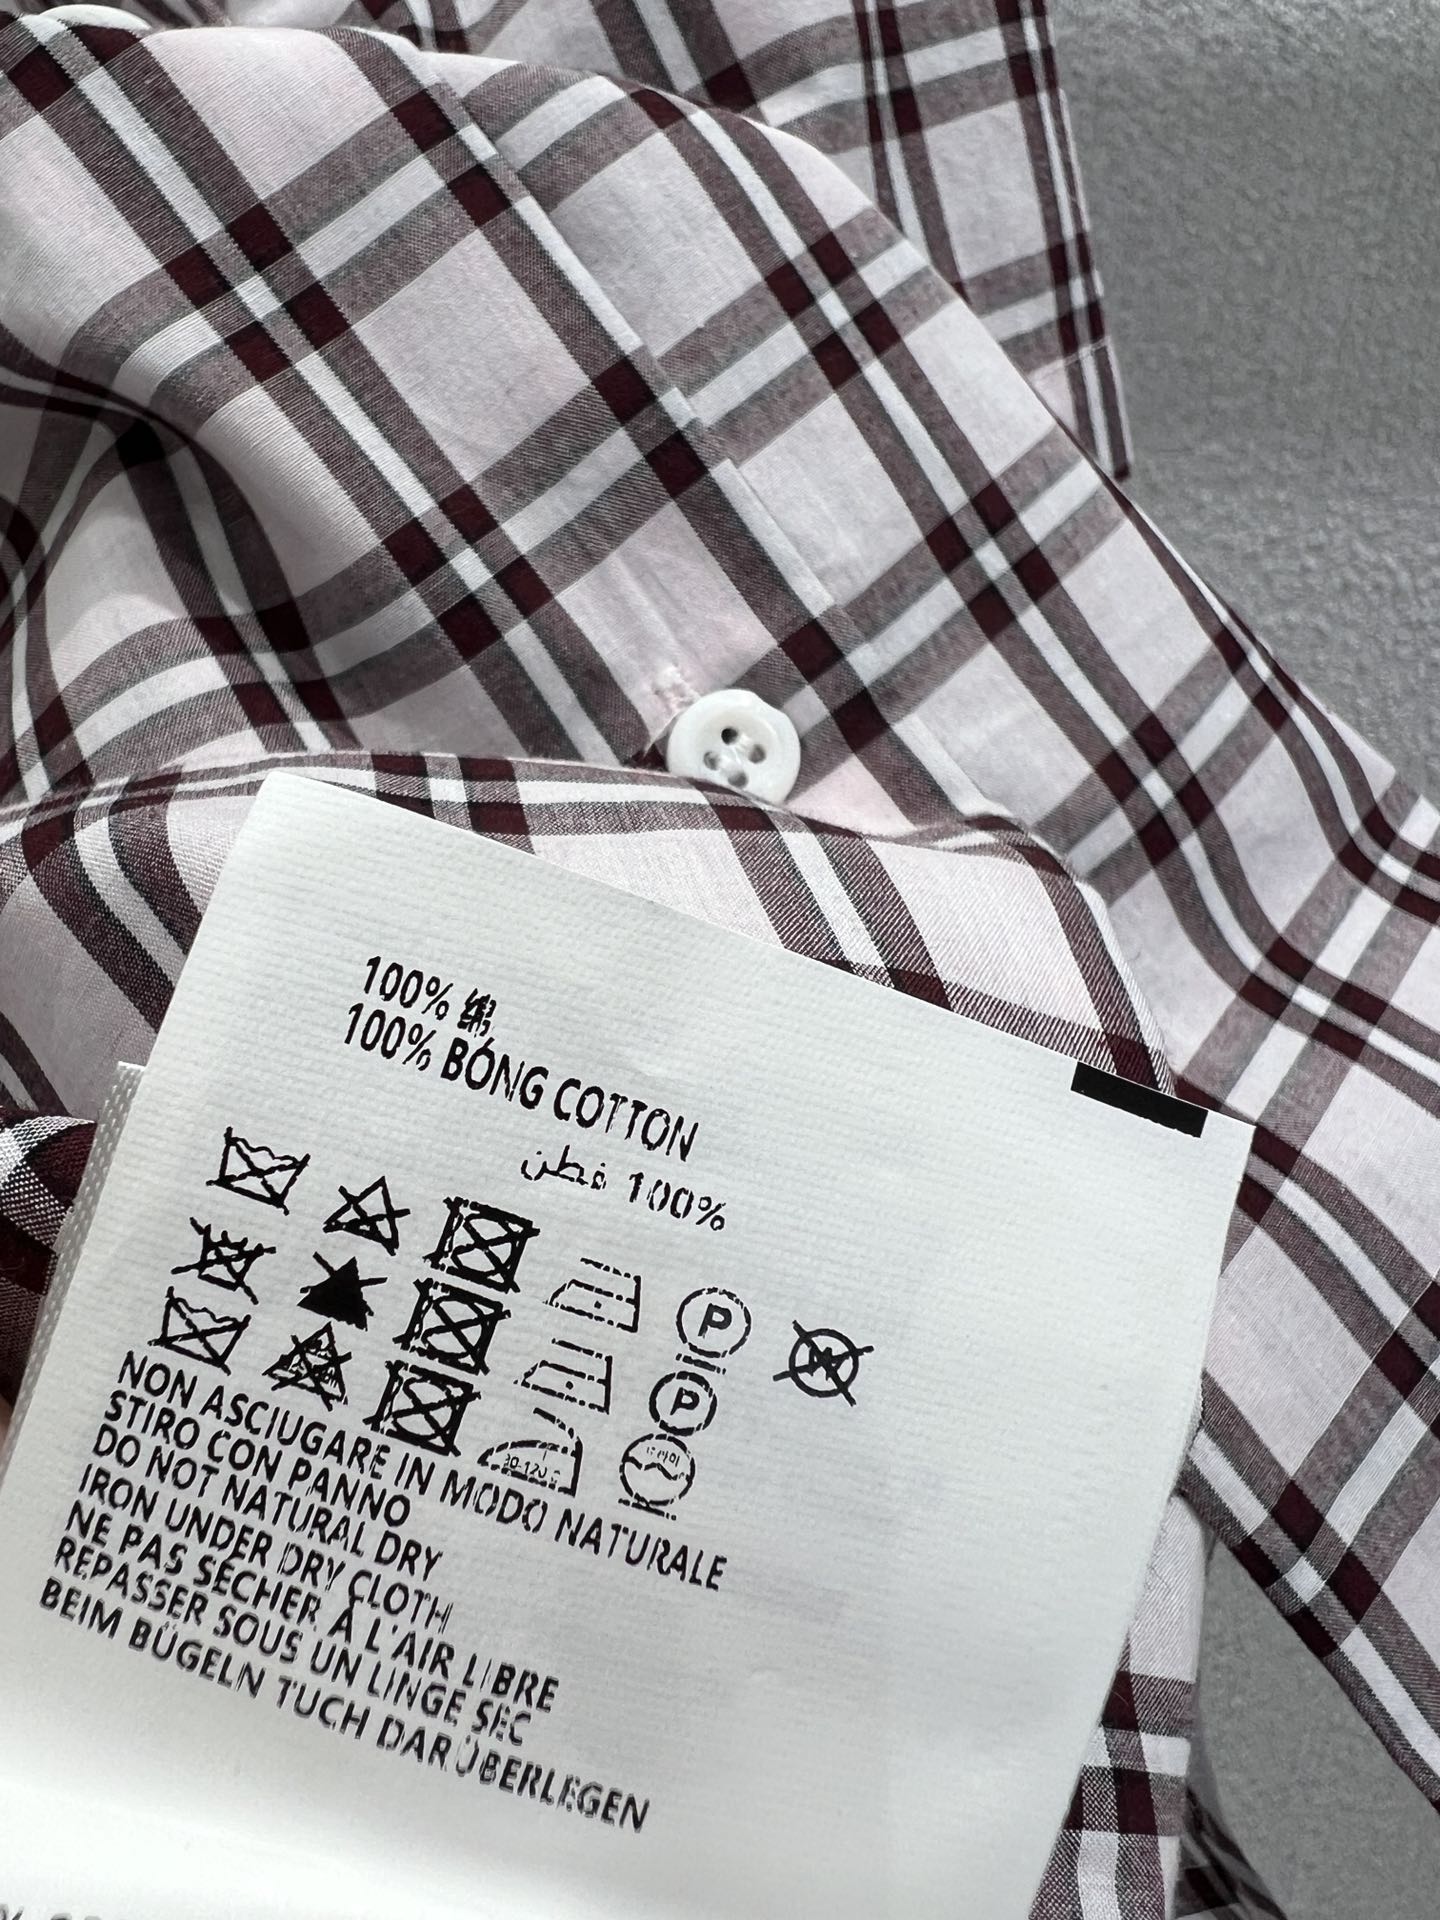 100% 绵
100% BÔNG COTTON
100% قطن
P
W
P
NON ASCIUGARE IN MODO NATURALE
STIRO CON PANNO
DO NOT NATURAL DRY
IRON UNDER DRY CLOTH
NE PAS SÉCHER À L'AIR LIBRE
REPASSER SOUS UN LINGE SEC
BEIM BÜGELN TUCH DARÜBERLEGEN